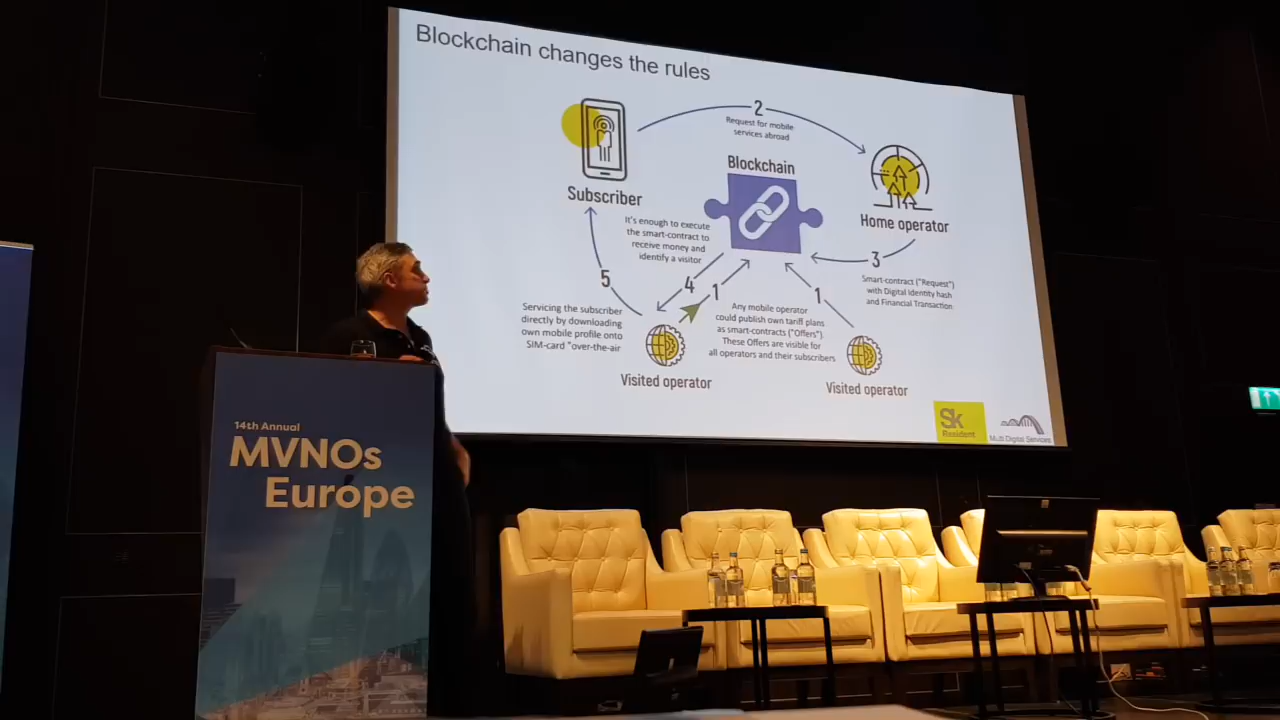 Blockchain changes the rules
2
Request for mobile
services abroad
Blockchain
Subscriber
Home operator
It's enough to execute
the smart-contract to
receive money and
identify a visitor
3
Smart-contract ("Request")
with Digital Identity hash
and Financial Transaction
5
4
1
1
Servicing the subscriber
directly by downloading
own mobile profile onto
SIM-card "over-the-air
Any mobile operator
could publish own tariff plans
as smart-contracts ("Offers").
These Offers are visible for
all operators and their subscribers
Visited operator
Visited operator
Sk
Resident
Multi Digital Services
14th Annual
MVNOs
Europe